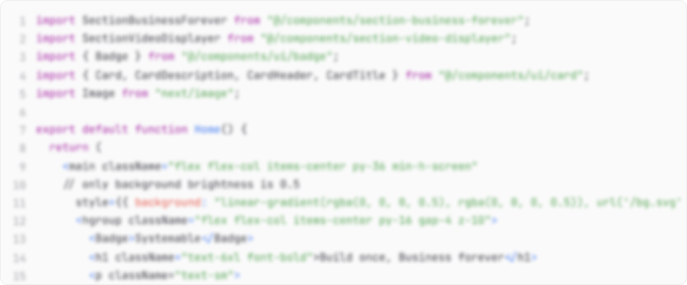 1 import SectionBusinessForever from "@/components/section-business-forever";
2 import SectionVideoDisplayer from "@/components/section-video-displayer";
3 import { Badge } from "@/components/ui/badge";
4 import { Card, CardDescription, CardHeader, CardTitle } from "@/components/ui/card";
5 import Image from "next/image";
6
7 export default function Home() {
8 return (
9 <main className="flex flex-col items-center py-36 min-h-screen"
10 // only background brightness is 0.5
11 style={{ background: "linear-gradient(rgba(0, 0, 0, 0.5), rgba(0, 0, 0, 0.5)), url('/bg.svg'
12 <hgroup className="flex flex-col items-center py-16 gap-4 z-10">
13 <Badge>Systemable</Badge>
14 <h1 className="text-6xl font-bold">Build once, Business forever</h1>
15 <p className="text-sm">